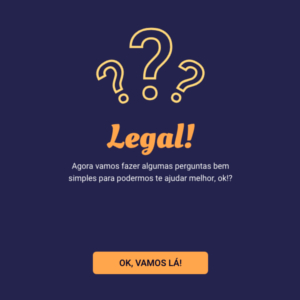 ???
Legal!
Agora vamos fazer algumas perguntas bem
simples para podermos te ajudar melhor, ok!?
OK, VAMOS LÁ!